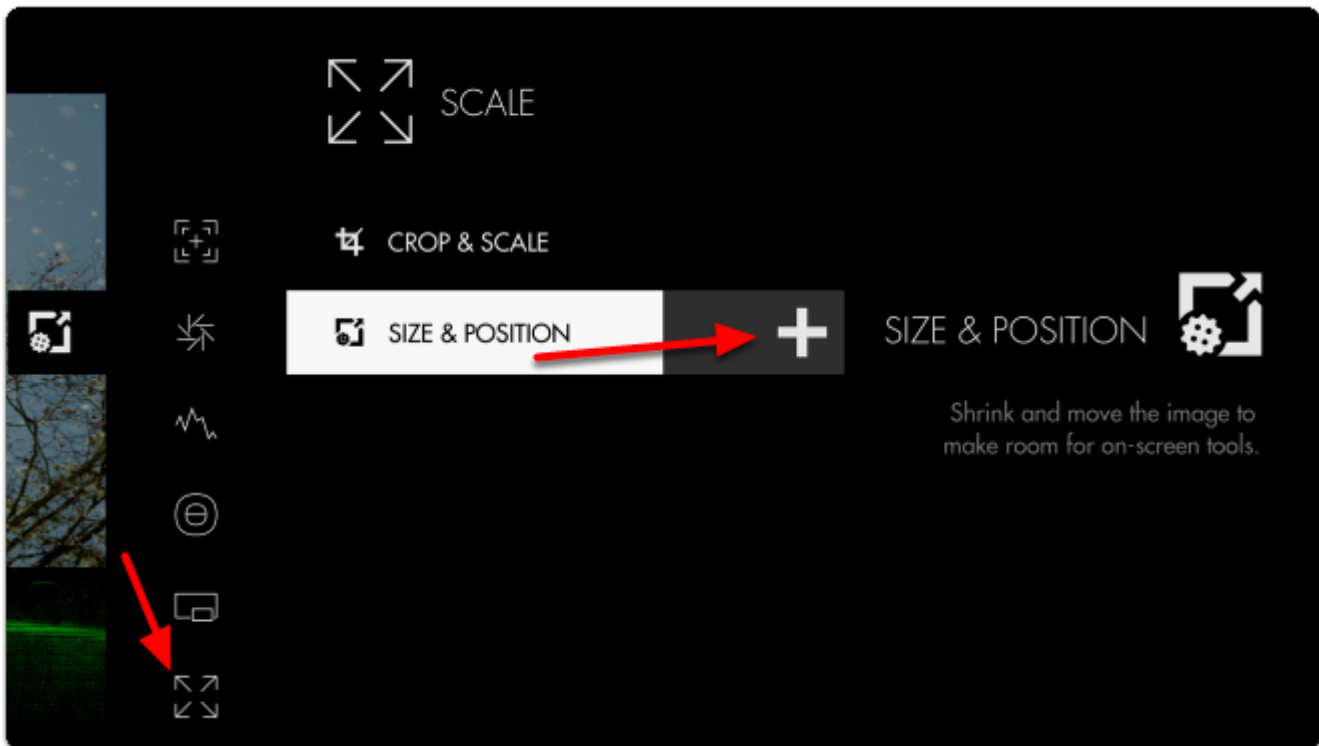 SCALE
CROP & SCALE
SIZE & POSITION
SIZE & POSITION
Shrink and move the image to
make room for on-screen tools.